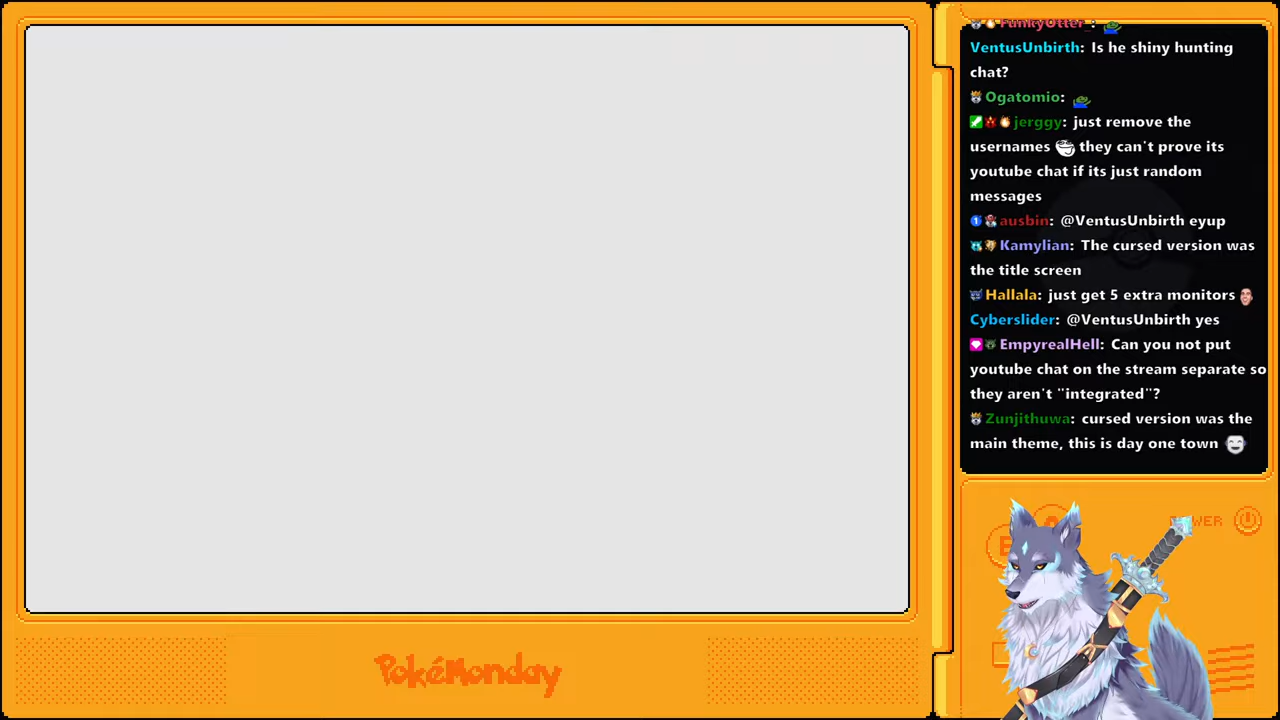 FunkyOtter_:
VentusUnbirth: Is he shiny hunting
chat?
Ogatomio:
jerggy: just remove the
usernames they can't prove its
youtube chat if its just random
messages
ausbin: @VentusUnbirth eyup
Kamylian: The cursed version was
the title screen
Hallala: just get 5 extra monitors
Cyberslider: @VentusUnbirth yes
EmpyrealHell: Can you not put
youtube chat on the stream separate so
they aren't "integrated"?
Zunjithuwa: cursed version was the
main theme, this is day one town
PokéMonday